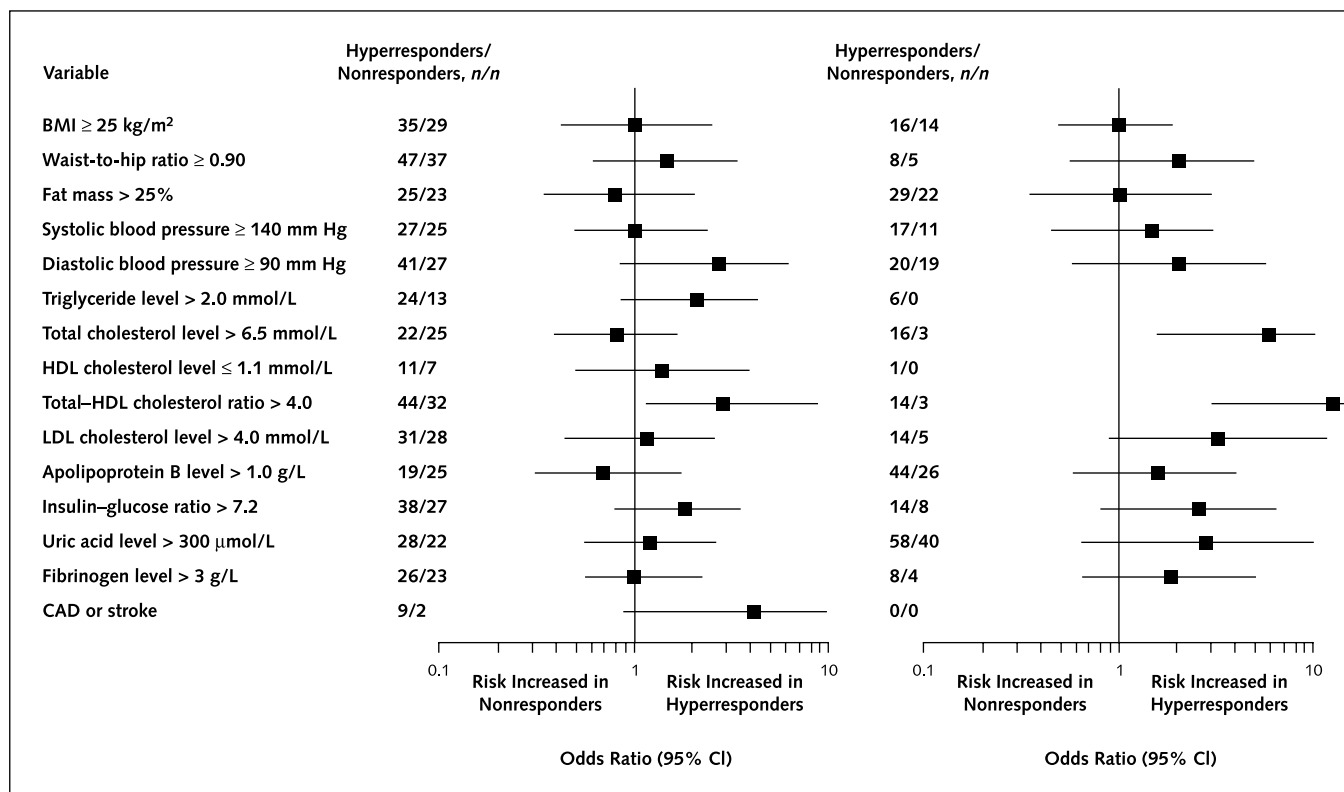 Hyperresponders/ Hyperresponders/
Variable Nonresponders, n/n Nonresponders, n/n
BMI ≥ 25 kg/m² 35/29 16/14
Waist-to-hip ratio ≥ 0.90 47/37 8/5
Fat mass > 25% 25/23 29/22
Systolic blood pressure ≥ 140 mm Hg 27/25 17/11
Diastolic blood pressure ≥ 90 mm Hg 41/27 20/19
Triglyceride level > 2.0 mmol/L 24/13 6/0
Total cholesterol level > 6.5 mmol/L 22/25 16/3
HDL cholesterol level ≤ 1.1 mmol/L 11/7 1/0
Total–HDL cholesterol ratio > 4.0 44/32 14/3
LDL cholesterol level > 4.0 mmol/L 31/28 14/5
Apolipoprotein B level > 1.0 g/L 19/25 44/26
Insulin–glucose ratio > 7.2 38/27 14/8
Uric acid level > 300 μmol/L 28/22 58/40
Fibrinogen level > 3 g/L 26/23 8/4
CAD or stroke 9/2 0/0
0.1 1 10 0.1 1 10
Risk Increased in Risk Increased in Risk Increased in Risk Increased in
Nonresponders Hyperresponders Nonresponders Hyperresponders
Odds Ratio (95% CI) Odds Ratio (95% CI)